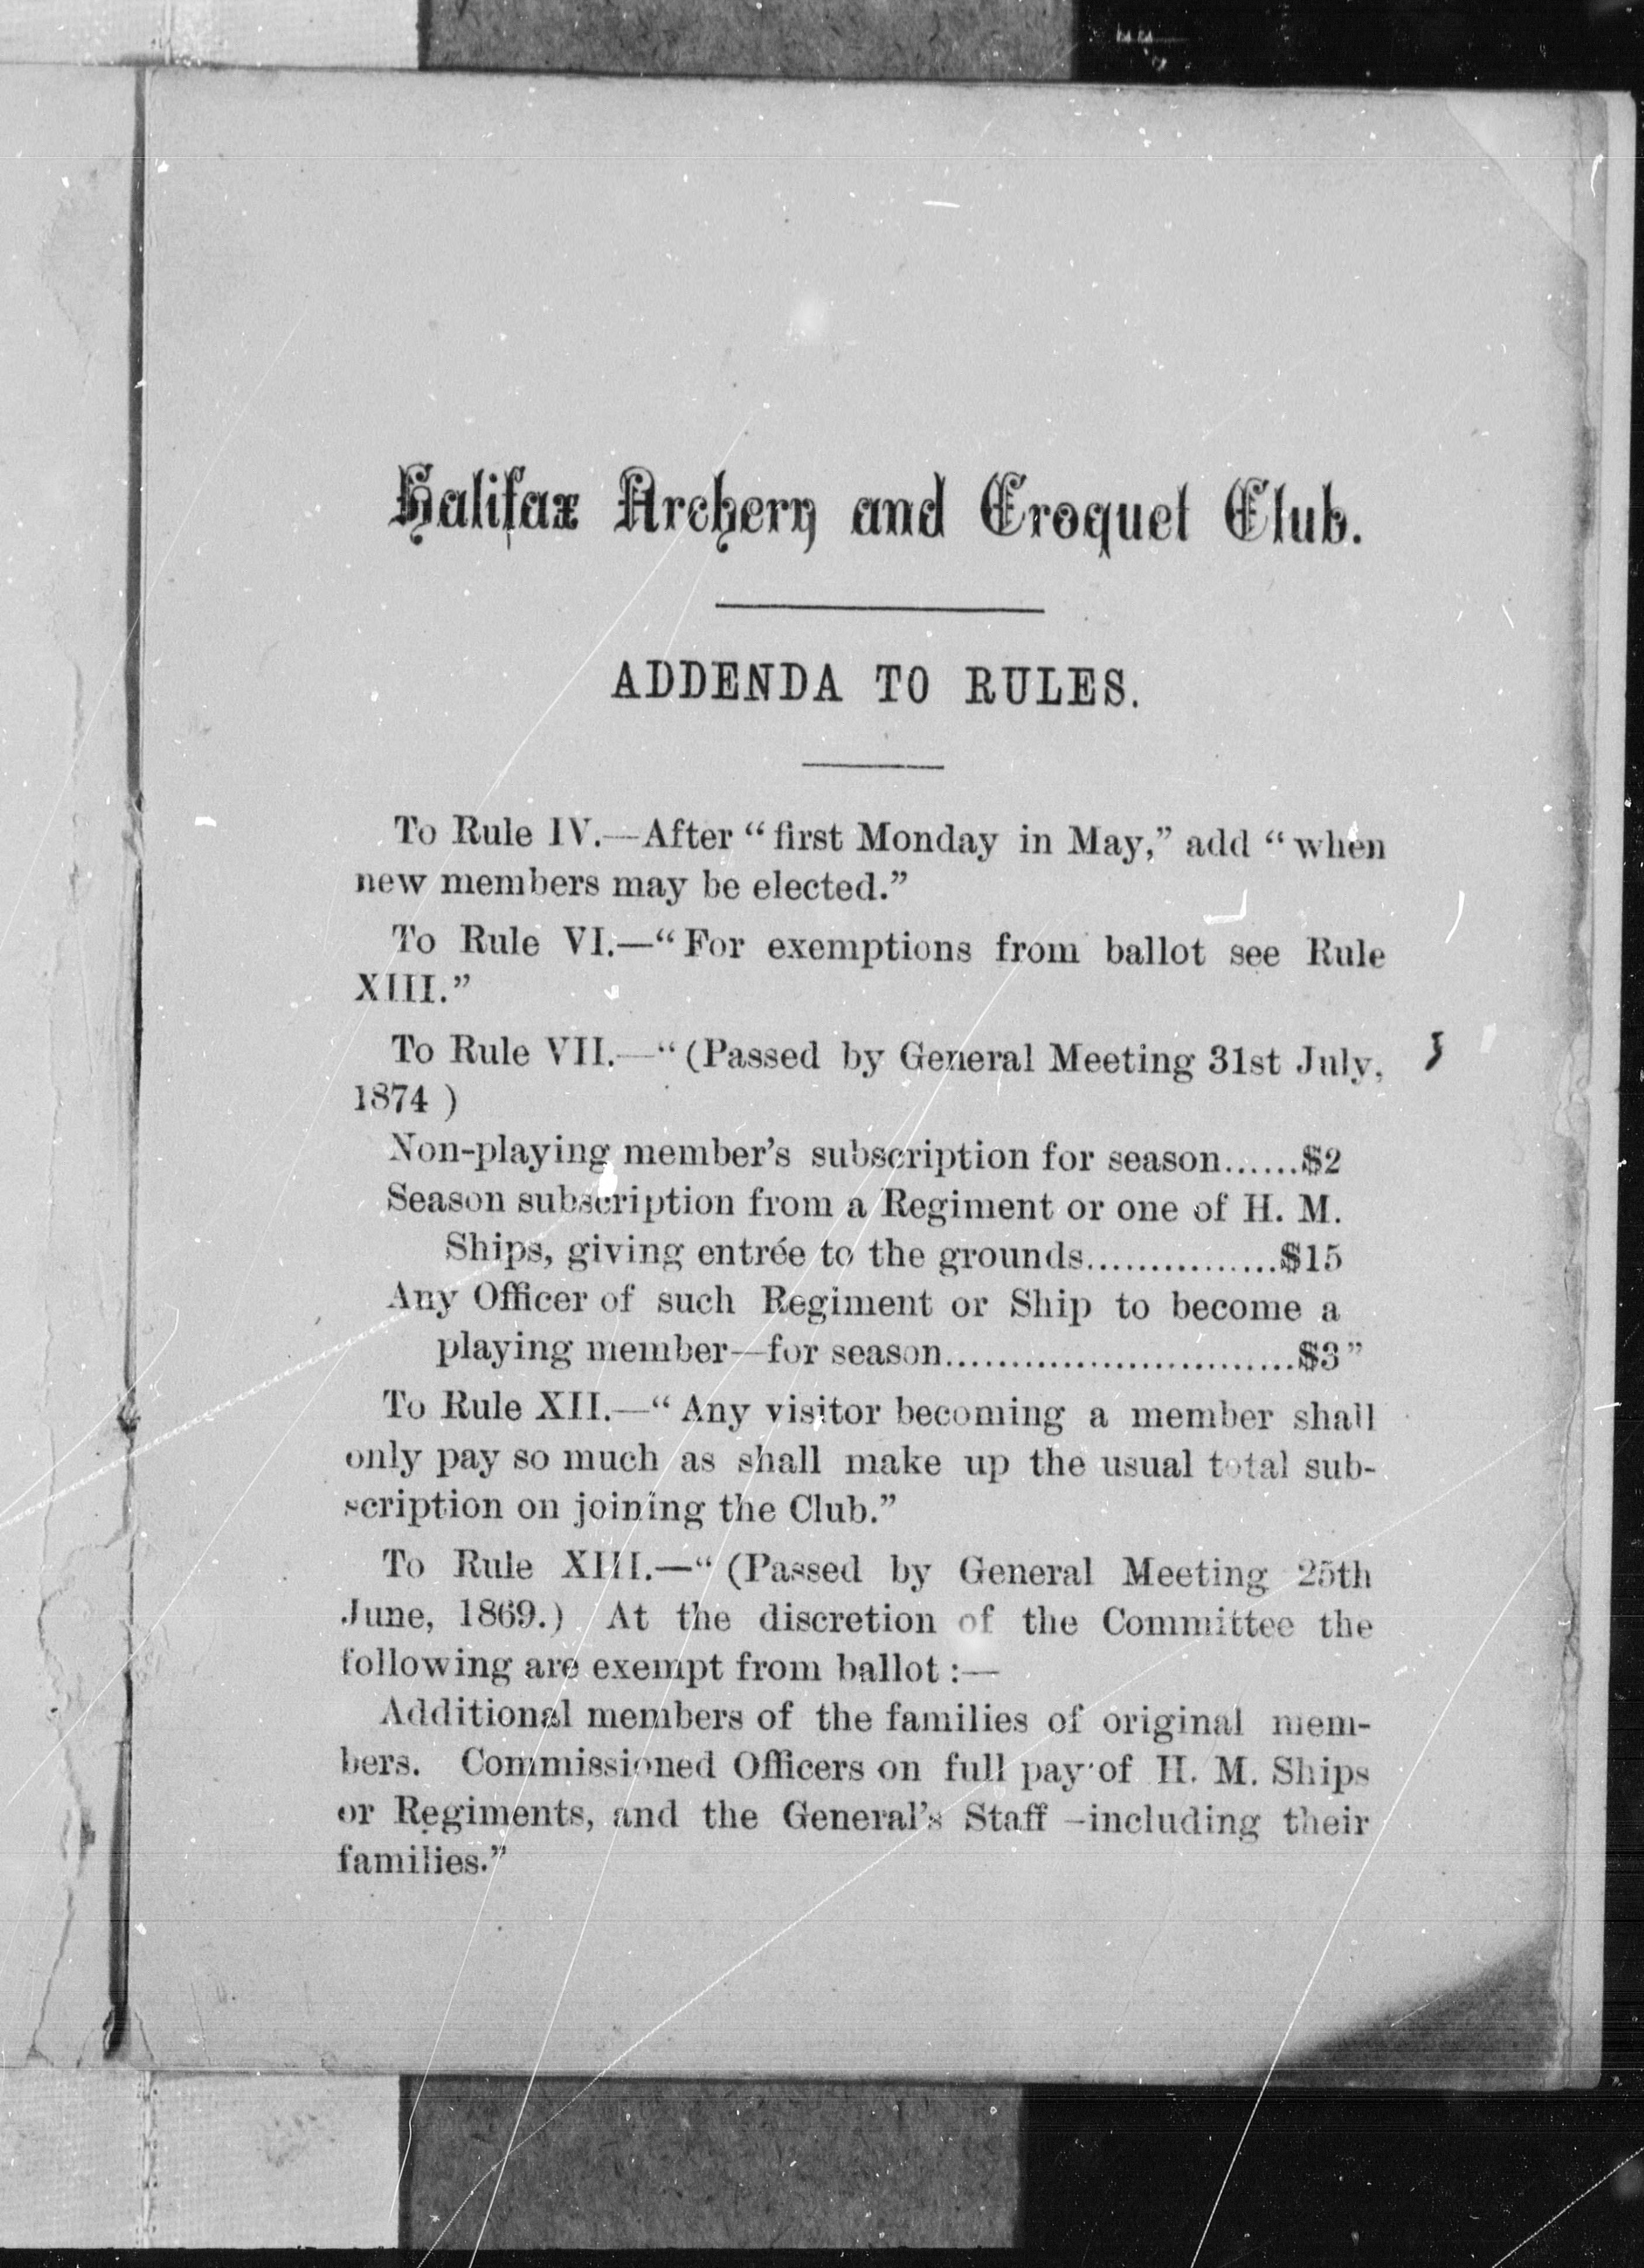 Halifax Archery and Croquet Club.
ADDENDA TO RULES.
To Rule IV.—After “first Monday in May,” add “when
new members may be elected.”
To Rule VI.—“For exemptions from ballot see Rule
XIII.”
To Rule VII.—“(Passed by General Meeting 31st July,
1874 )
Non-playing member’s subscription for season......$2
Season subscription from a Regiment or one of H. M.
Ships, giving entrée to the grounds...............$15
Any Officer of such Regiment or Ship to become a
playing member—for season...........................$3”
To Rule XII.—“Any visitor becoming a member shall
only pay so much as shall make up the usual total sub-
scription on joining the Club.”
To Rule XIII.—“(Passed by General Meeting 25th
June, 1869.) At the discretion of the Committee the
following are exempt from ballot :—
Additional members of the families of original mem-
bers. Commissioned Officers on full pay of H. M. Ships
or Regiments, and the General’s Staff –including their
families.”